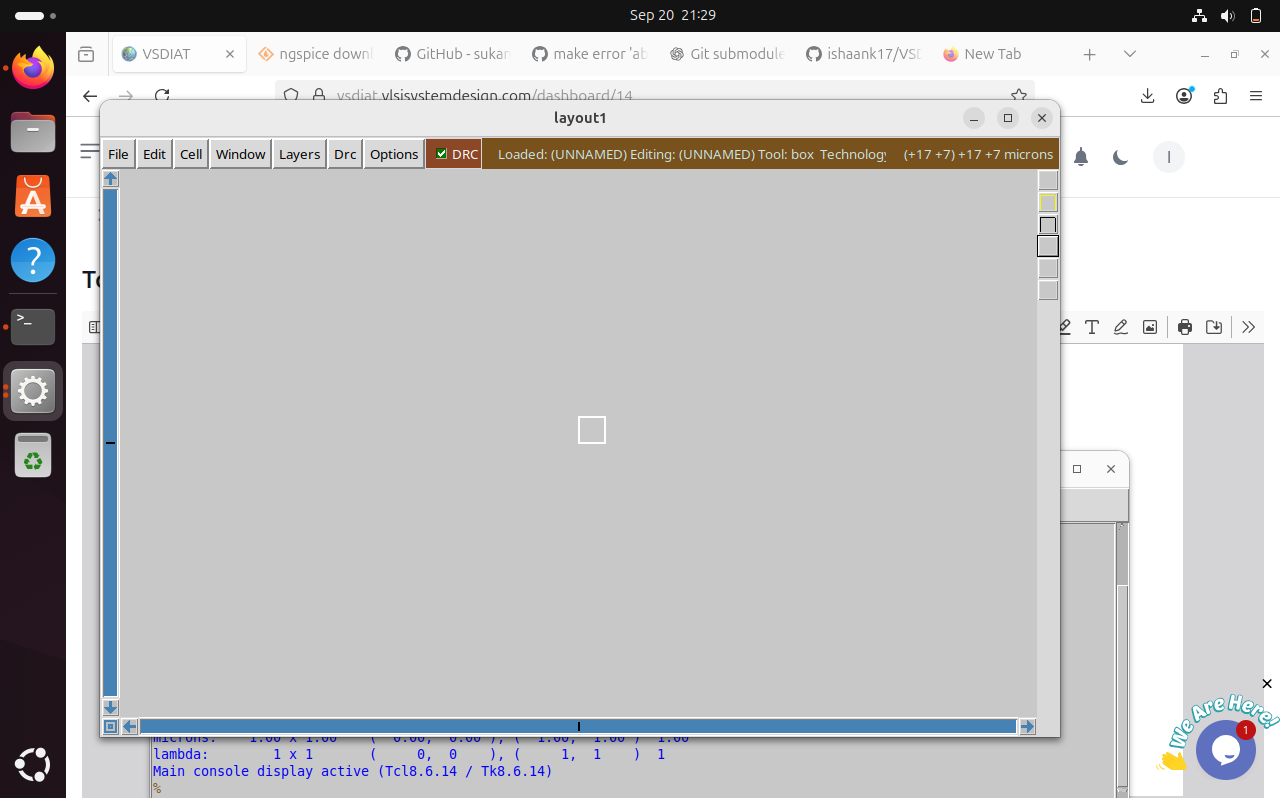 Sep 20 21:29
VSDIAT
ngspice downl
GitHub - sukan
make error 'ab
Git submodule
ishaank17/VSD
New Tab
vsdiat.vlsisystemdesign.com/dashboard/14
layout1
File
Edit
Cell
Window
Layers
Drc
Options
DRC
Loaded: (UNNAMED) Editing: (UNNAMED) Tool: box Technology
(+17 +7) +17 +7 microns
I
To
microns: 1.00 x 1.00 ( 0.00, 0.00 ), ( 1.00, 1.00 ) 1.00
lambda: 1 x 1 ( 0, 0 ), ( 1, 1 ) 1
Main console display active (Tcl8.6.14 / Tk8.6.14)
%
We Are Here!
1